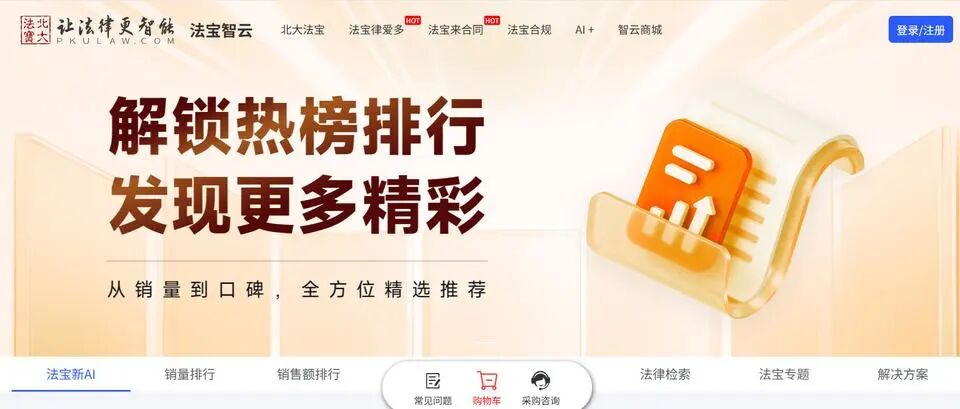 北大法宝 让法律更智能 PKULAW.COM 法宝智云 北大法宝 法宝律爱多 HOT 法宝来合同 HOT 法宝合规 AI + 智云商城 登录/注册
解锁热榜排行
发现更多精彩
从销量到口碑，全方位精选推荐
法宝新AI 销量排行 销售额排行 法律检索 法宝专题 解决方案
常见问题 购物车 采购咨询